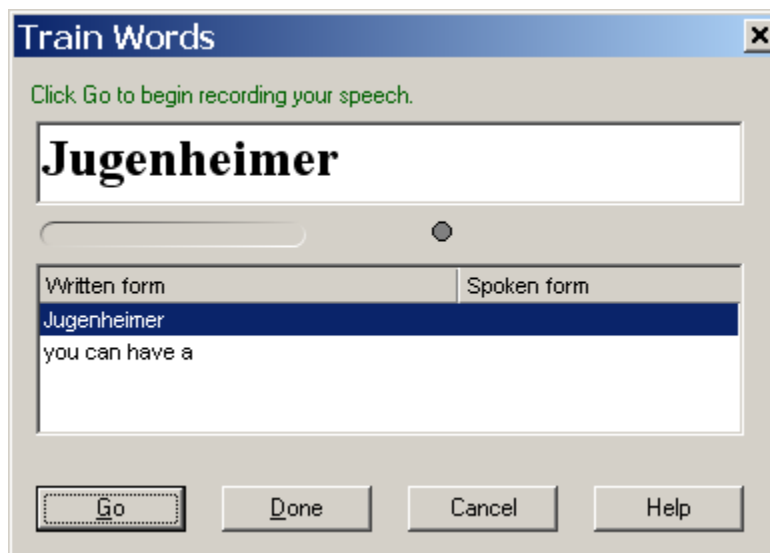 Train Words
Click Go to begin recording your speech.
Jugenheimer
Written form Spoken form
Jugenheimer
you can have a
Go Done Cancel Help